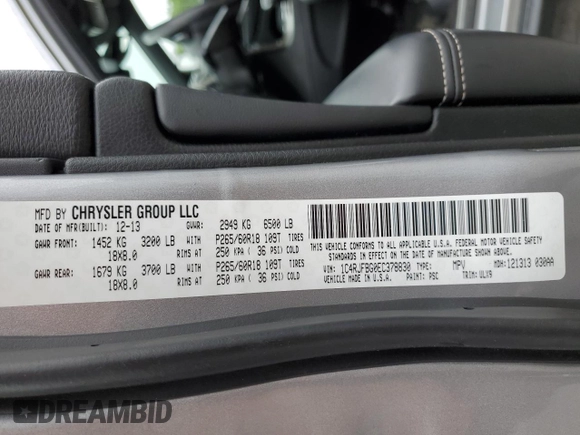 MFD BY CHRYSLER GROUP LLC
DATE OF MFR(BUILT): 12-13 GVWR: 2949 KG 6500 LB
GAWR FRONT: 1452 KG 3200 LB WITH P265/60R18 109T TIRES
18X8.0 RIMS AT 250 KPA ( 36 PSI) COLD
GAWR REAR: 1679 KG 3700 LB WITH P265/60R18 109T TIRES
18X8.0 RIMS AT 250 KPA ( 36 PSI) COLD
THIS VEHICLE CONFORMS TO ALL APPLICABLE U.S.A. FEDERAL MOTOR VEHICLE SAFETY,
BUMPER, AND THEFT PREVENTION STANDARDS IN EFFECT ON THE DATE OF MANUFACTURE SHOWN ABOVE.
VIN: 1C4RJFBG0EC378830 TYPE: MPV MDH: 121313 030AA
VEHICLE MADE IN U.S.A. PAINT: PSC TRIM: ULX9
DREAMBID